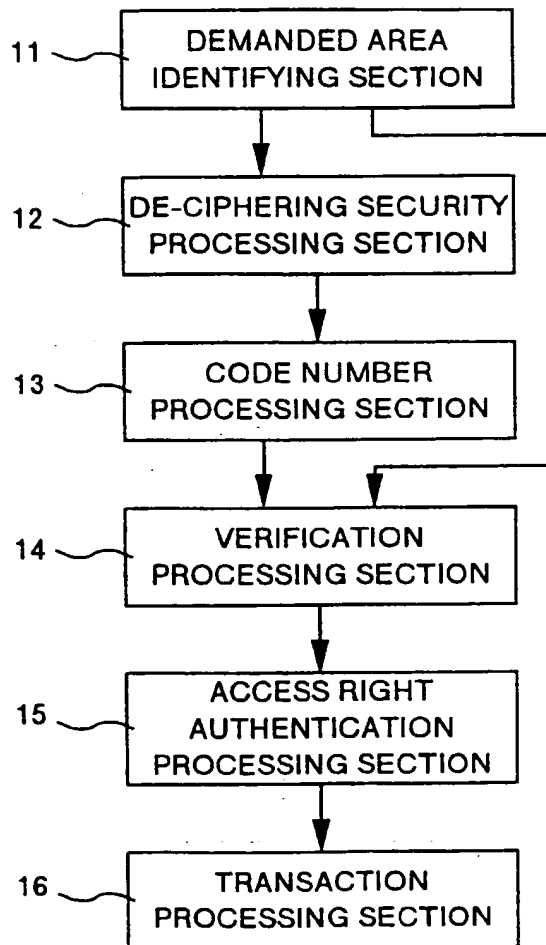 11
DEMANDED AREA
IDENTIFYING SECTION
12
DE-CIPHERING SECURITY
PROCESSING SECTION
13
CODE NUMBER
PROCESSING SECTION
14
VERIFICATION
PROCESSING SECTION
15
ACCESS RIGHT
AUTHENTICATION
PROCESSING SECTION
16
TRANSACTION
PROCESSING SECTION